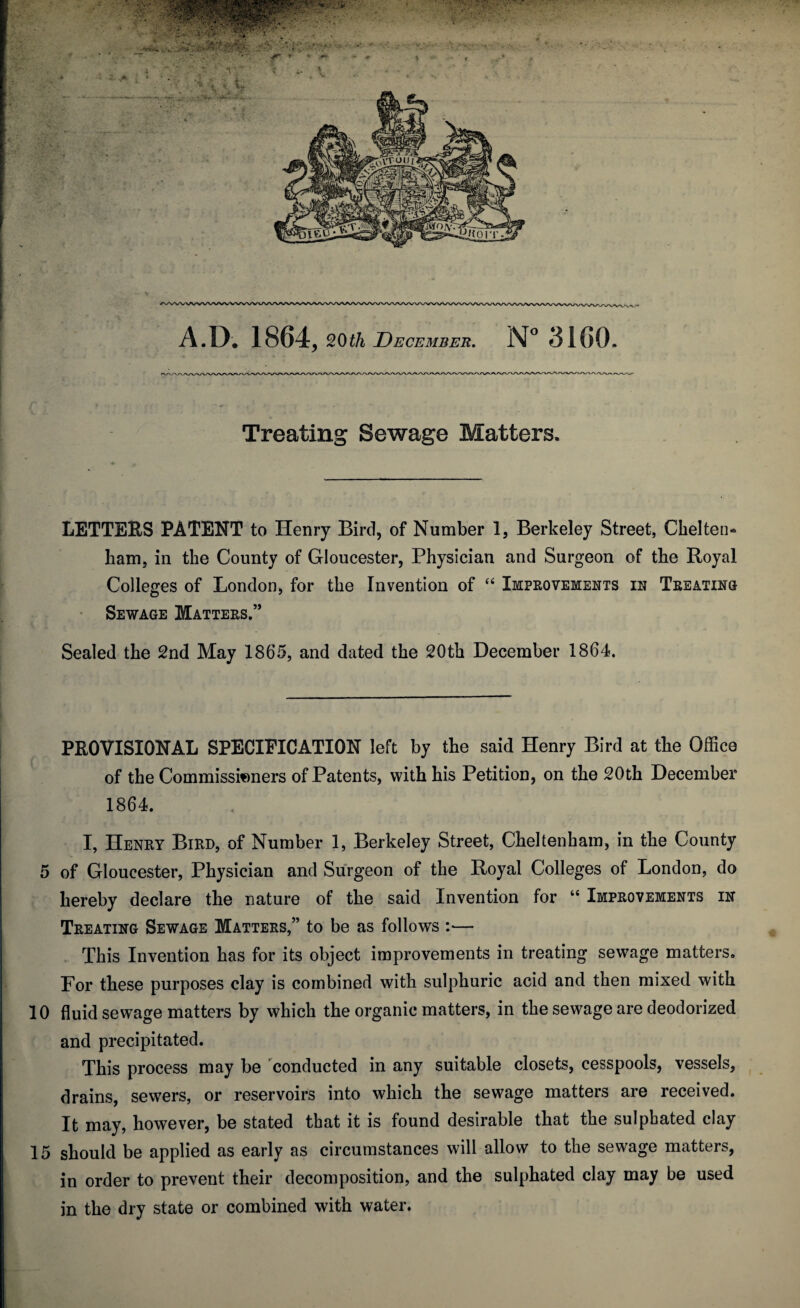 DIEU·ET·
MON·
DROIT·
A.D. 1864, 20th DECEMBER. N° 3160.
Treating Sewage Matters.
LETTERS PATENT to Henry Bird, of Number 1, Berkeley Street, Chelten-
ham, in the County of Gloucester, Physician and Surgeon of the Royal
Colleges of London, for the Invention of “ IMPROVEMENTS IN TREATING
SEWAGE MATTERS.”
Sealed the 2nd May 1865, and dated the 20th December 1864.
PROVISIONAL SPECIFICATION left by the said Henry Bird at the Office
of the Commissioners of Patents, with his Petition, on the 20th December
1864.
I, HENRY BIRD, of Number 1, Berkeley Street, Cheltenham, in the County
5 of Gloucester, Physician and Surgeon of the Royal Colleges of London, do
hereby declare the nature of the said Invention for “ IMPROVEMENTS IN
TREATING SEWAGE MATTERS,” to be as follows :—
This Invention has for its object improvements in treating sewage matters.
For these purposes clay is combined with sulphuric acid and then mixed with
10 fluid sewage matters by which the organic matters, in the sewage are deodorized
and precipitated.
This process may be conducted in any suitable closets, cesspools, vessels,
drains, sewers, or reservoirs into which the sewage matters are received.
It may, however, be stated that it is found desirable that the sulphated clay
15 should be applied as early as circumstances will allow to the sewage matters,
in order to prevent their decomposition, and the sulphated clay may be used
in the dry state or combined with water.